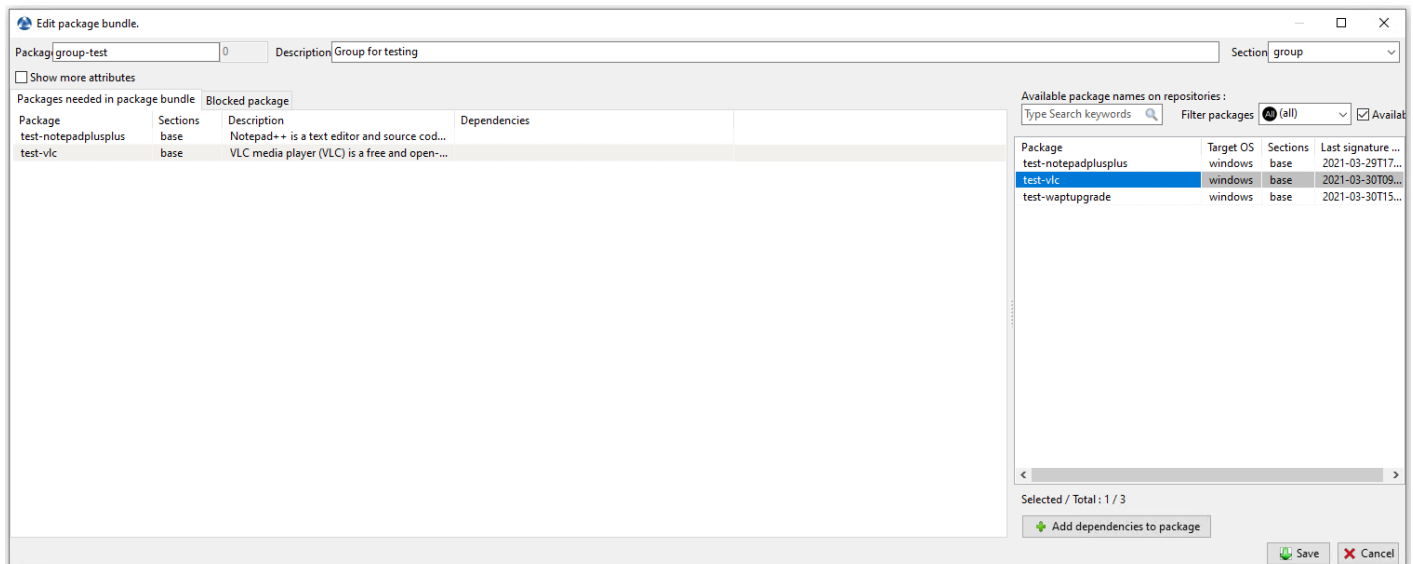 Edit package bundle.
Packag group-test 0 Description Group for testing Section group
Show more attributes
Packages needed in package bundle Blocked package
Package Sections Description Dependencies
test-notepadplusplus base Notepad++ is a text editor and source cod...
test-vlc base VLC media player (VLC) is a free and open-...
Available package names on repositories :
Type Search keywords Filter packages All (all) Availab
Package Target OS Sections Last signature ...
test-notepadplusplus windows base 2021-03-29T17...
test-vlc windows base 2021-03-30T09...
test-waptupgrade windows base 2021-03-30T15...
Selected / Total : 1 / 3
Add dependencies to package
Save Cancel